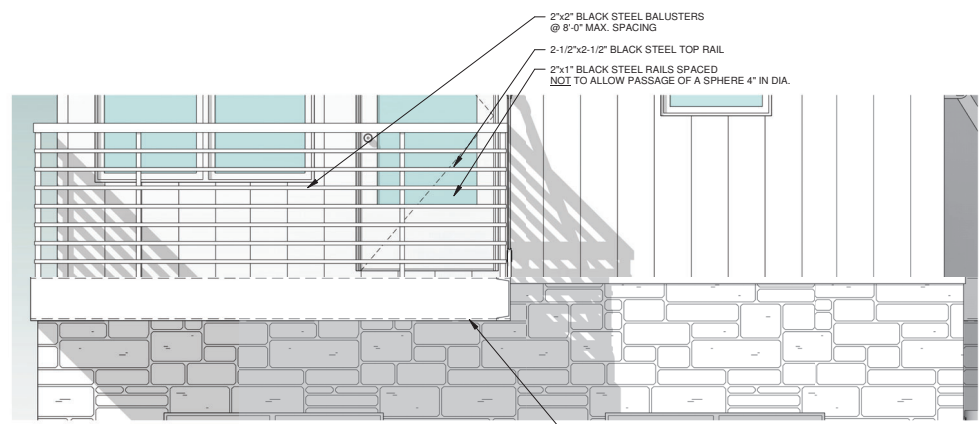 2"x2" BLACK STEEL BALUSTERS
@ 8'-0" MAX. SPACING
2-1/2"x2-1/2" BLACK STEEL TOP RAIL
2"x1" BLACK STEEL RAILS SPACED
NOT TO ALLOW PASSAGE OF A SPHERE 4" IN DIA.